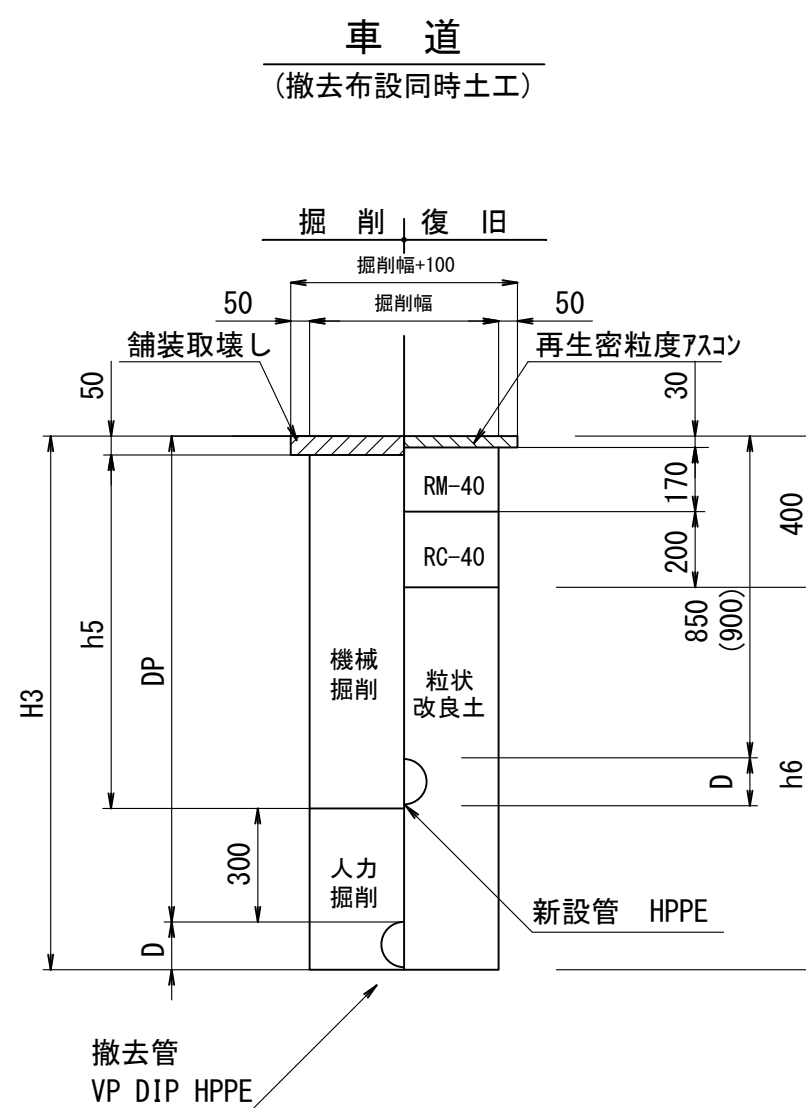 車 道
(撤去布設同時土工)
掘 削 復 旧
掘削幅+100
50 掘削幅 50
舗装取壊し 再生密粒度アスコン
50
30
RM-40
170
400
RC-40
200
850
(900)
h5
DP
H3
機械
掘削
粒状
改良土
D
h6
300
人力
掘削
新設管 HPPE
D
撤去管
VP DIP HPPE